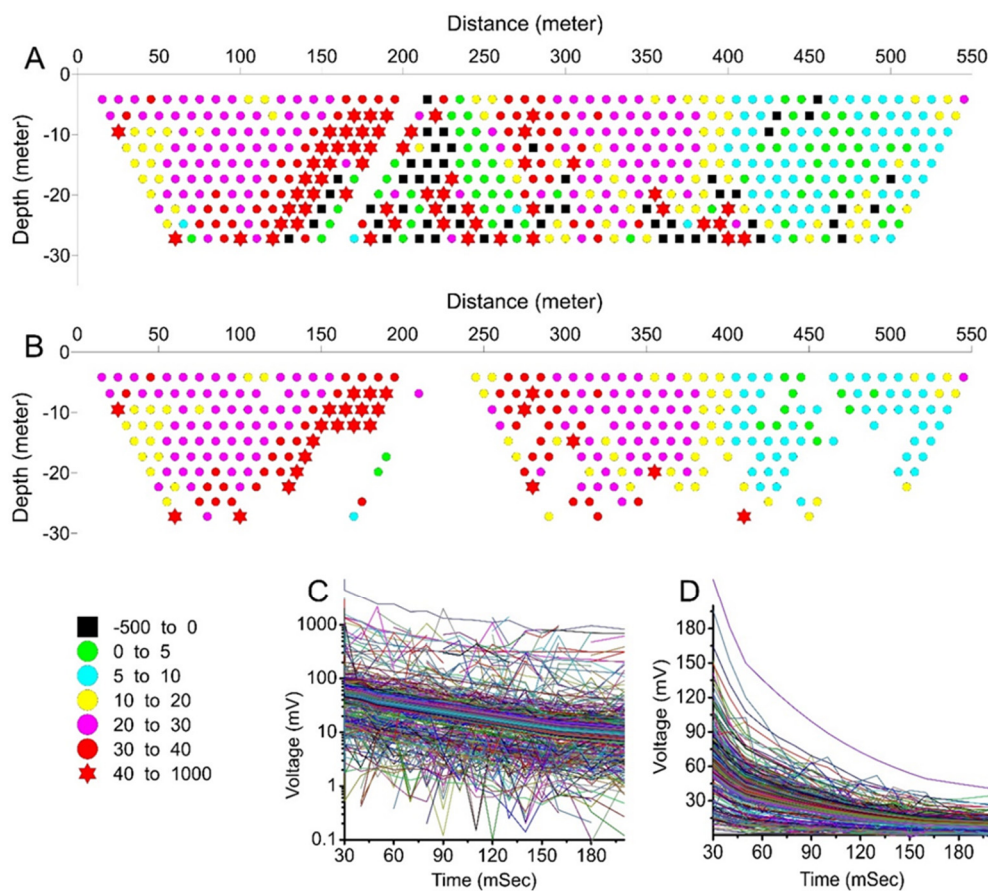 Distance (meter)
A
0 50 100 150 200 250 300 350 400 450 500 550
0
-10
-20
-30
Depth (meter)
Distance (meter)
B
0 50 100 150 200 250 300 350 400 450 500 550
0
-10
-20
-30
Depth (meter)
-500 to 0
0 to 5
5 to 10
10 to 20
20 to 30
30 to 40
40 to 1000
C
Voltage (mV)
1000
100
10
1
0.1
30 60 90 120 150 180
Time (mSec)
D
Voltage (mV)
180
150
120
90
60
30
30 60 90 120 150 180
Time (mSec)